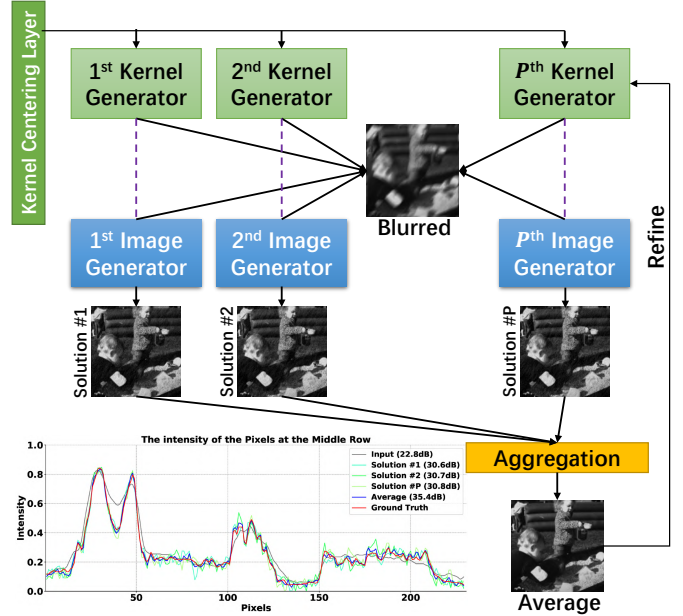 Kernel Centering Layer
1st Kernel
Generator
2nd Kernel
Generator
Pth Kernel
Generator
Blurred
1st Image
Generator
2nd Image
Generator
Pth Image
Generator
Refine
Solution #1
Solution #2
Solution #P
Aggregation
Average
The intensity of the Pixels at the Middle Row
Input (22.8dB)
Solution #1 (30.6dB)
Solution #2 (30.7dB)
Solution #P (30.8dB)
Average (35.4dB)
Ground Truth
Intensity
1.0
0.8
0.6
0.4
0.2
0.0
50
100
150
200
Pixels